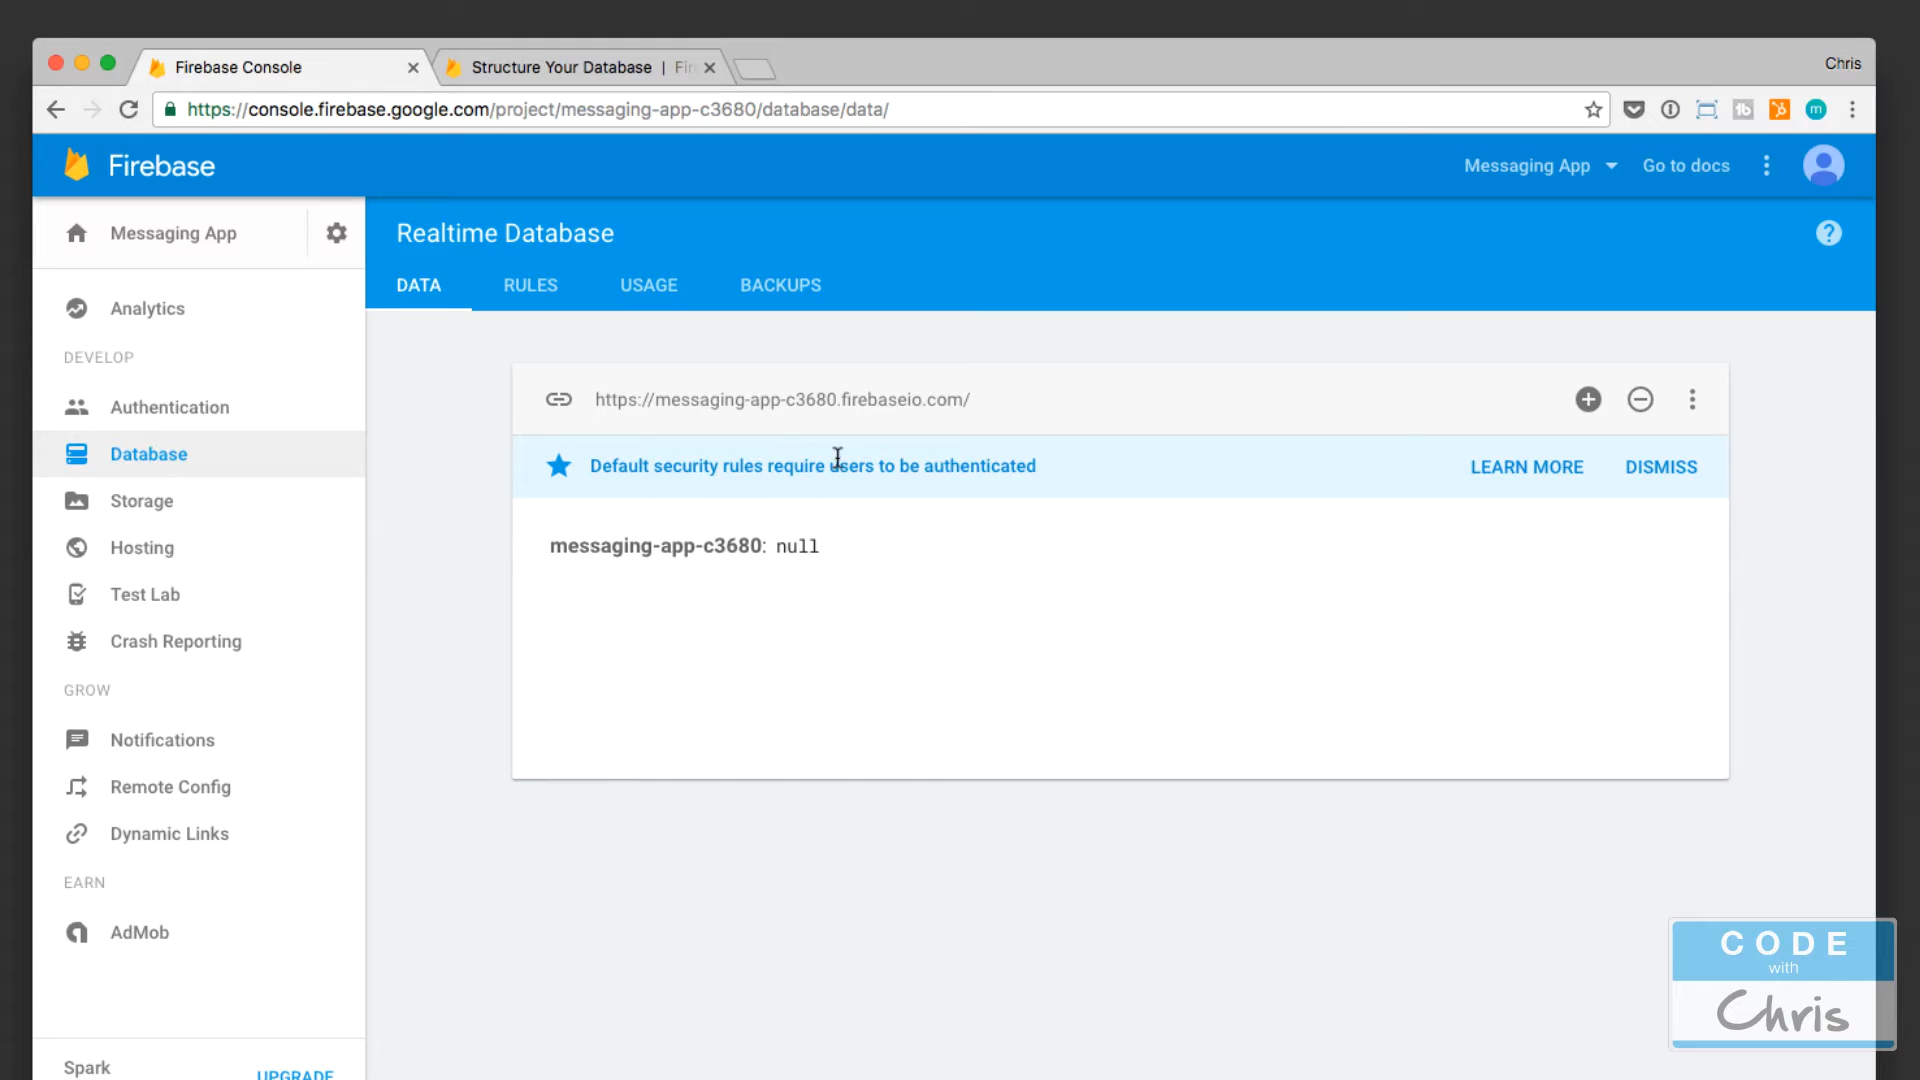 Firebase Console
Structure Your Database | Fir
Chris
https://console.firebase.google.com/project/messaging-app-c3680/database/data/
Firebase
Messaging App
Go to docs
Messaging App
Realtime Database
DATA
RULES
USAGE
BACKUPS
Analytics
DEVELOP
Authentication
Database
Storage
Hosting
Test Lab
Crash Reporting
GROW
Notifications
Remote Config
Dynamic Links
EARN
AdMob
Spark
UPGRADE
https://messaging-app-c3680.firebaseio.com/
Default security rules require users to be authenticated
LEARN MORE
DISMISS
messaging-app-c3680: null
CODE
with
Chris